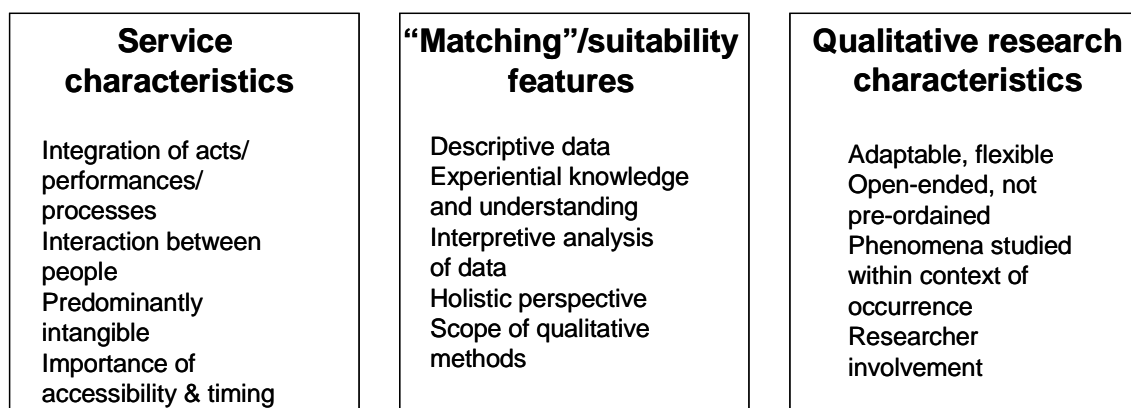 Service
characteristics
Integration of acts/
performances/
processes
Interaction between
people
Predominantly
intangible
Importance of
accessibility & timing
“Matching”/suitability
features
Descriptive data
Experiential knowledge
and understanding
Interpretive analysis
of data
Holistic perspective
Scope of qualitative
methods
Qualitative research
characteristics
Adaptable, flexible
Open-ended, not
pre-ordained
Phenomena studied
within context of
occurrence
Researcher
involvement